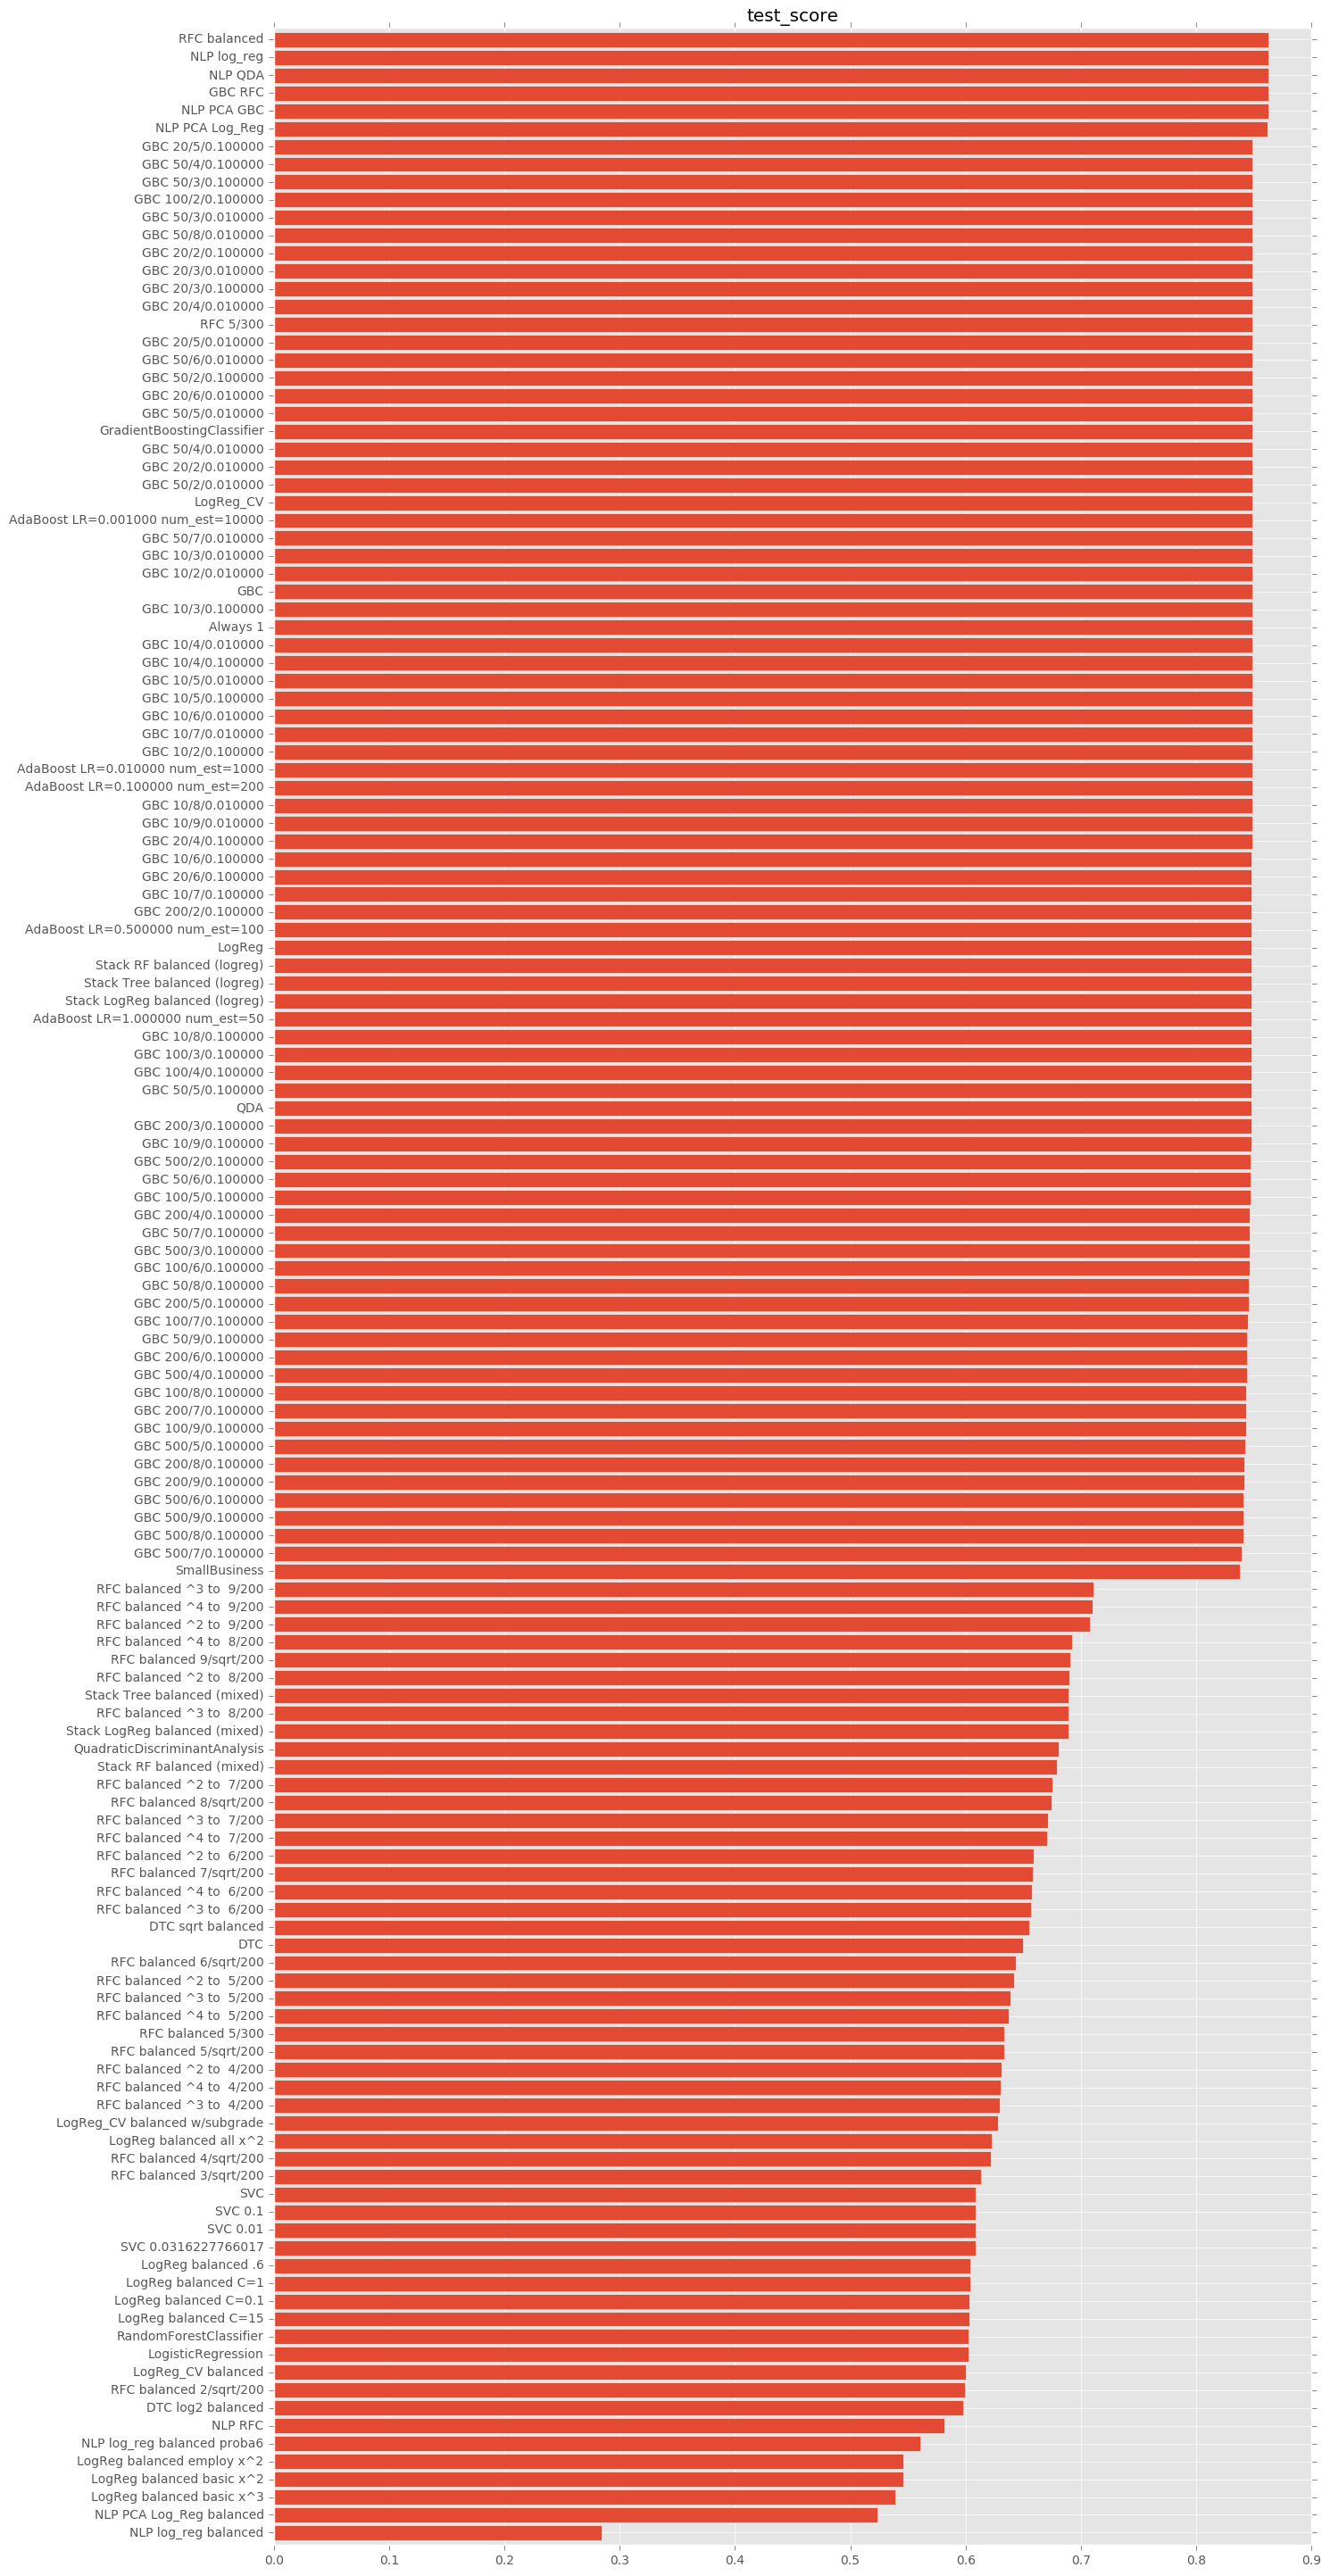 test_score
RFC balanced
NLP log_reg
NLP QDA
GBC RFC
NLP PCA GBC
NLP PCA Log_Reg
GBC 20/5/0.100000
GBC 50/4/0.100000
GBC 50/3/0.100000
GBC 100/2/0.100000
GBC 50/3/0.010000
GBC 50/8/0.010000
GBC 20/2/0.100000
GBC 20/3/0.010000
GBC 20/3/0.100000
GBC 20/4/0.010000
RFC 5/300
GBC 20/5/0.010000
GBC 50/6/0.010000
GBC 50/2/0.100000
GBC 20/6/0.010000
GBC 50/5/0.010000
GradientBoostingClassifier
GBC 50/4/0.010000
GBC 20/2/0.010000
GBC 50/2/0.010000
LogReg_CV
AdaBoost LR=0.001000 num_est=10000
GBC 50/7/0.010000
GBC 10/3/0.010000
GBC 10/2/0.010000
GBC
GBC 10/3/0.100000
Always 1
GBC 10/4/0.010000
GBC 10/4/0.100000
GBC 10/5/0.010000
GBC 10/5/0.100000
GBC 10/6/0.010000
GBC 10/7/0.010000
GBC 10/2/0.100000
AdaBoost LR=0.010000 num_est=1000
AdaBoost LR=0.100000 num_est=200
GBC 10/8/0.010000
GBC 10/9/0.010000
GBC 20/4/0.100000
GBC 10/6/0.100000
GBC 20/6/0.100000
GBC 10/7/0.100000
GBC 200/2/0.100000
AdaBoost LR=0.500000 num_est=100
LogReg
Stack RF balanced (logreg)
Stack Tree balanced (logreg)
Stack LogReg balanced (logreg)
AdaBoost LR=1.000000 num_est=50
GBC 10/8/0.100000
GBC 100/3/0.100000
GBC 100/4/0.100000
GBC 50/5/0.100000
QDA
GBC 200/3/0.100000
GBC 10/9/0.100000
GBC 500/2/0.100000
GBC 50/6/0.100000
GBC 100/5/0.100000
GBC 200/4/0.100000
GBC 50/7/0.100000
GBC 500/3/0.100000
GBC 100/6/0.100000
GBC 50/8/0.100000
GBC 200/5/0.100000
GBC 100/7/0.100000
GBC 50/9/0.100000
GBC 200/6/0.100000
GBC 500/4/0.100000
GBC 100/8/0.100000
GBC 200/7/0.100000
GBC 100/9/0.100000
GBC 500/5/0.100000
GBC 200/8/0.100000
GBC 200/9/0.100000
GBC 500/6/0.100000
GBC 500/9/0.100000
GBC 500/8/0.100000
GBC 500/7/0.100000
SmallBusiness
RFC balanced ^3 to  9/200
RFC balanced ^4 to  9/200
RFC balanced ^2 to  9/200
RFC balanced ^4 to  8/200
RFC balanced 9/sqrt/200
RFC balanced ^2 to  8/200
Stack Tree balanced (mixed)
RFC balanced ^3 to  8/200
Stack LogReg balanced (mixed)
QuadraticDiscriminantAnalysis
Stack RF balanced (mixed)
RFC balanced ^2 to  7/200
RFC balanced 8/sqrt/200
RFC balanced ^3 to  7/200
RFC balanced ^4 to  7/200
RFC balanced ^2 to  6/200
RFC balanced 7/sqrt/200
RFC balanced ^4 to  6/200
RFC balanced ^3 to  6/200
DTC sqrt balanced
DTC
RFC balanced 6/sqrt/200
RFC balanced ^2 to  5/200
RFC balanced ^3 to  5/200
RFC balanced ^4 to  5/200
RFC balanced 5/300
RFC balanced 5/sqrt/200
RFC balanced ^2 to  4/200
RFC balanced ^4 to  4/200
RFC balanced ^3 to  4/200
LogReg_CV balanced w/subgrade
LogReg balanced all x^2
RFC balanced 4/sqrt/200
RFC balanced 3/sqrt/200
SVC
SVC 0.1
SVC 0.01
SVC 0.0316227766017
LogReg balanced .6
LogReg balanced C=1
LogReg balanced C=0.1
LogReg balanced C=15
RandomForestClassifier
LogisticRegression
LogReg_CV balanced
RFC balanced 2/sqrt/200
DTC log2 balanced
NLP RFC
NLP log_reg balanced proba6
LogReg balanced employ x^2
LogReg balanced basic x^2
LogReg balanced basic x^3
NLP PCA Log_Reg balanced
NLP log_reg balanced
0.0 0.1 0.2 0.3 0.4 0.5 0.6 0.7 0.8 0.9